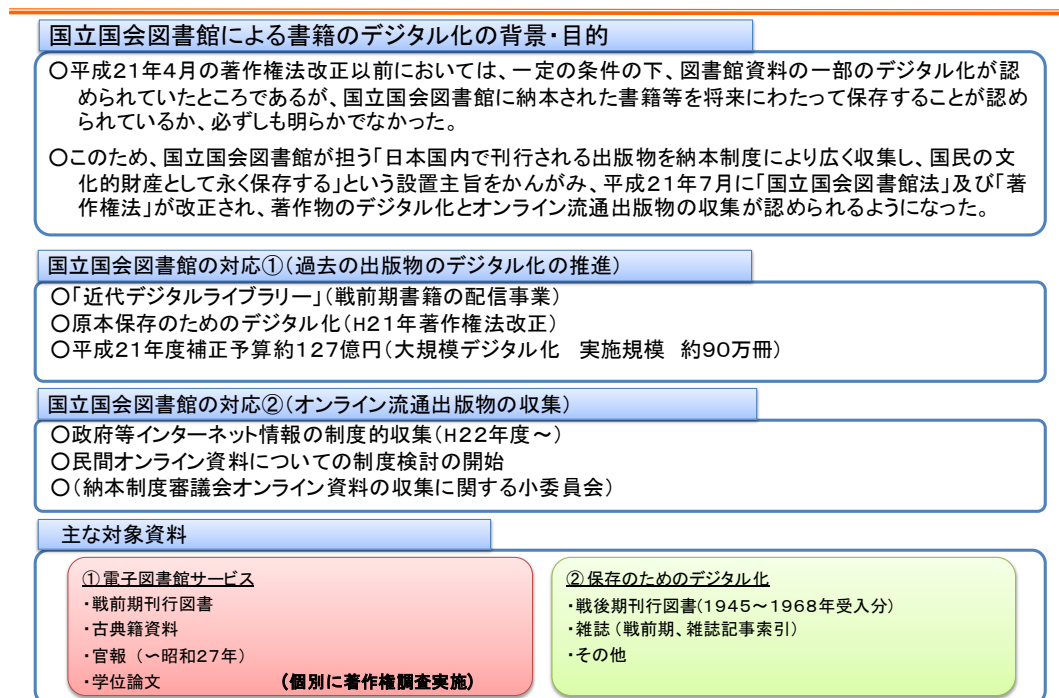 国立国会図書館による書籍のデジタル化の背景・目的
○平成21年4月の著作権法改正以前においては、一定の条件の下、図書館資料の一部のデジタル化が認
められていたところであるが、国立国会図書館に納本された書籍等を将来にわたって保存することが認め
られているか、必ずしも明らかでなかった。
○このため、国立国会図書館が担う「日本国内で刊行される出版物を納本制度により広く収集し、国民の文
化的財産として永く保存する」という設置主旨をかんがみ、平成21年7月に「国立国会図書館法」及び「著
作権法」が改正され、著作物のデジタル化とオンライン流通出版物の収集が認められるようになった。
国立国会図書館の対応①(過去の出版物のデジタル化の推進)
○「近代デジタルライブラリー」(戦前期書籍の配信事業)
○原本保存のためのデジタル化(H21年著作権法改正)
○平成21年度補正予算約127億円(大規模デジタル化 実施規模 約90万冊)
国立国会図書館の対応②(オンライン流通出版物の収集)
○政府等インターネット情報の制度的収集(H22年度～)
○民間オンライン資料についての制度検討の開始
○(納本制度審議会オンライン資料の収集に関する小委員会)
主な対象資料
①電子図書館サービス
・戦前期刊行図書
・古典籍資料
・官報 (～昭和27年)
・学位論文 (個別に著作権調査実施)
②保存のためのデジタル化
・戦後期刊行図書(1945～1968年受入分)
・雑誌(戦前期、雑誌記事索引)
・その他